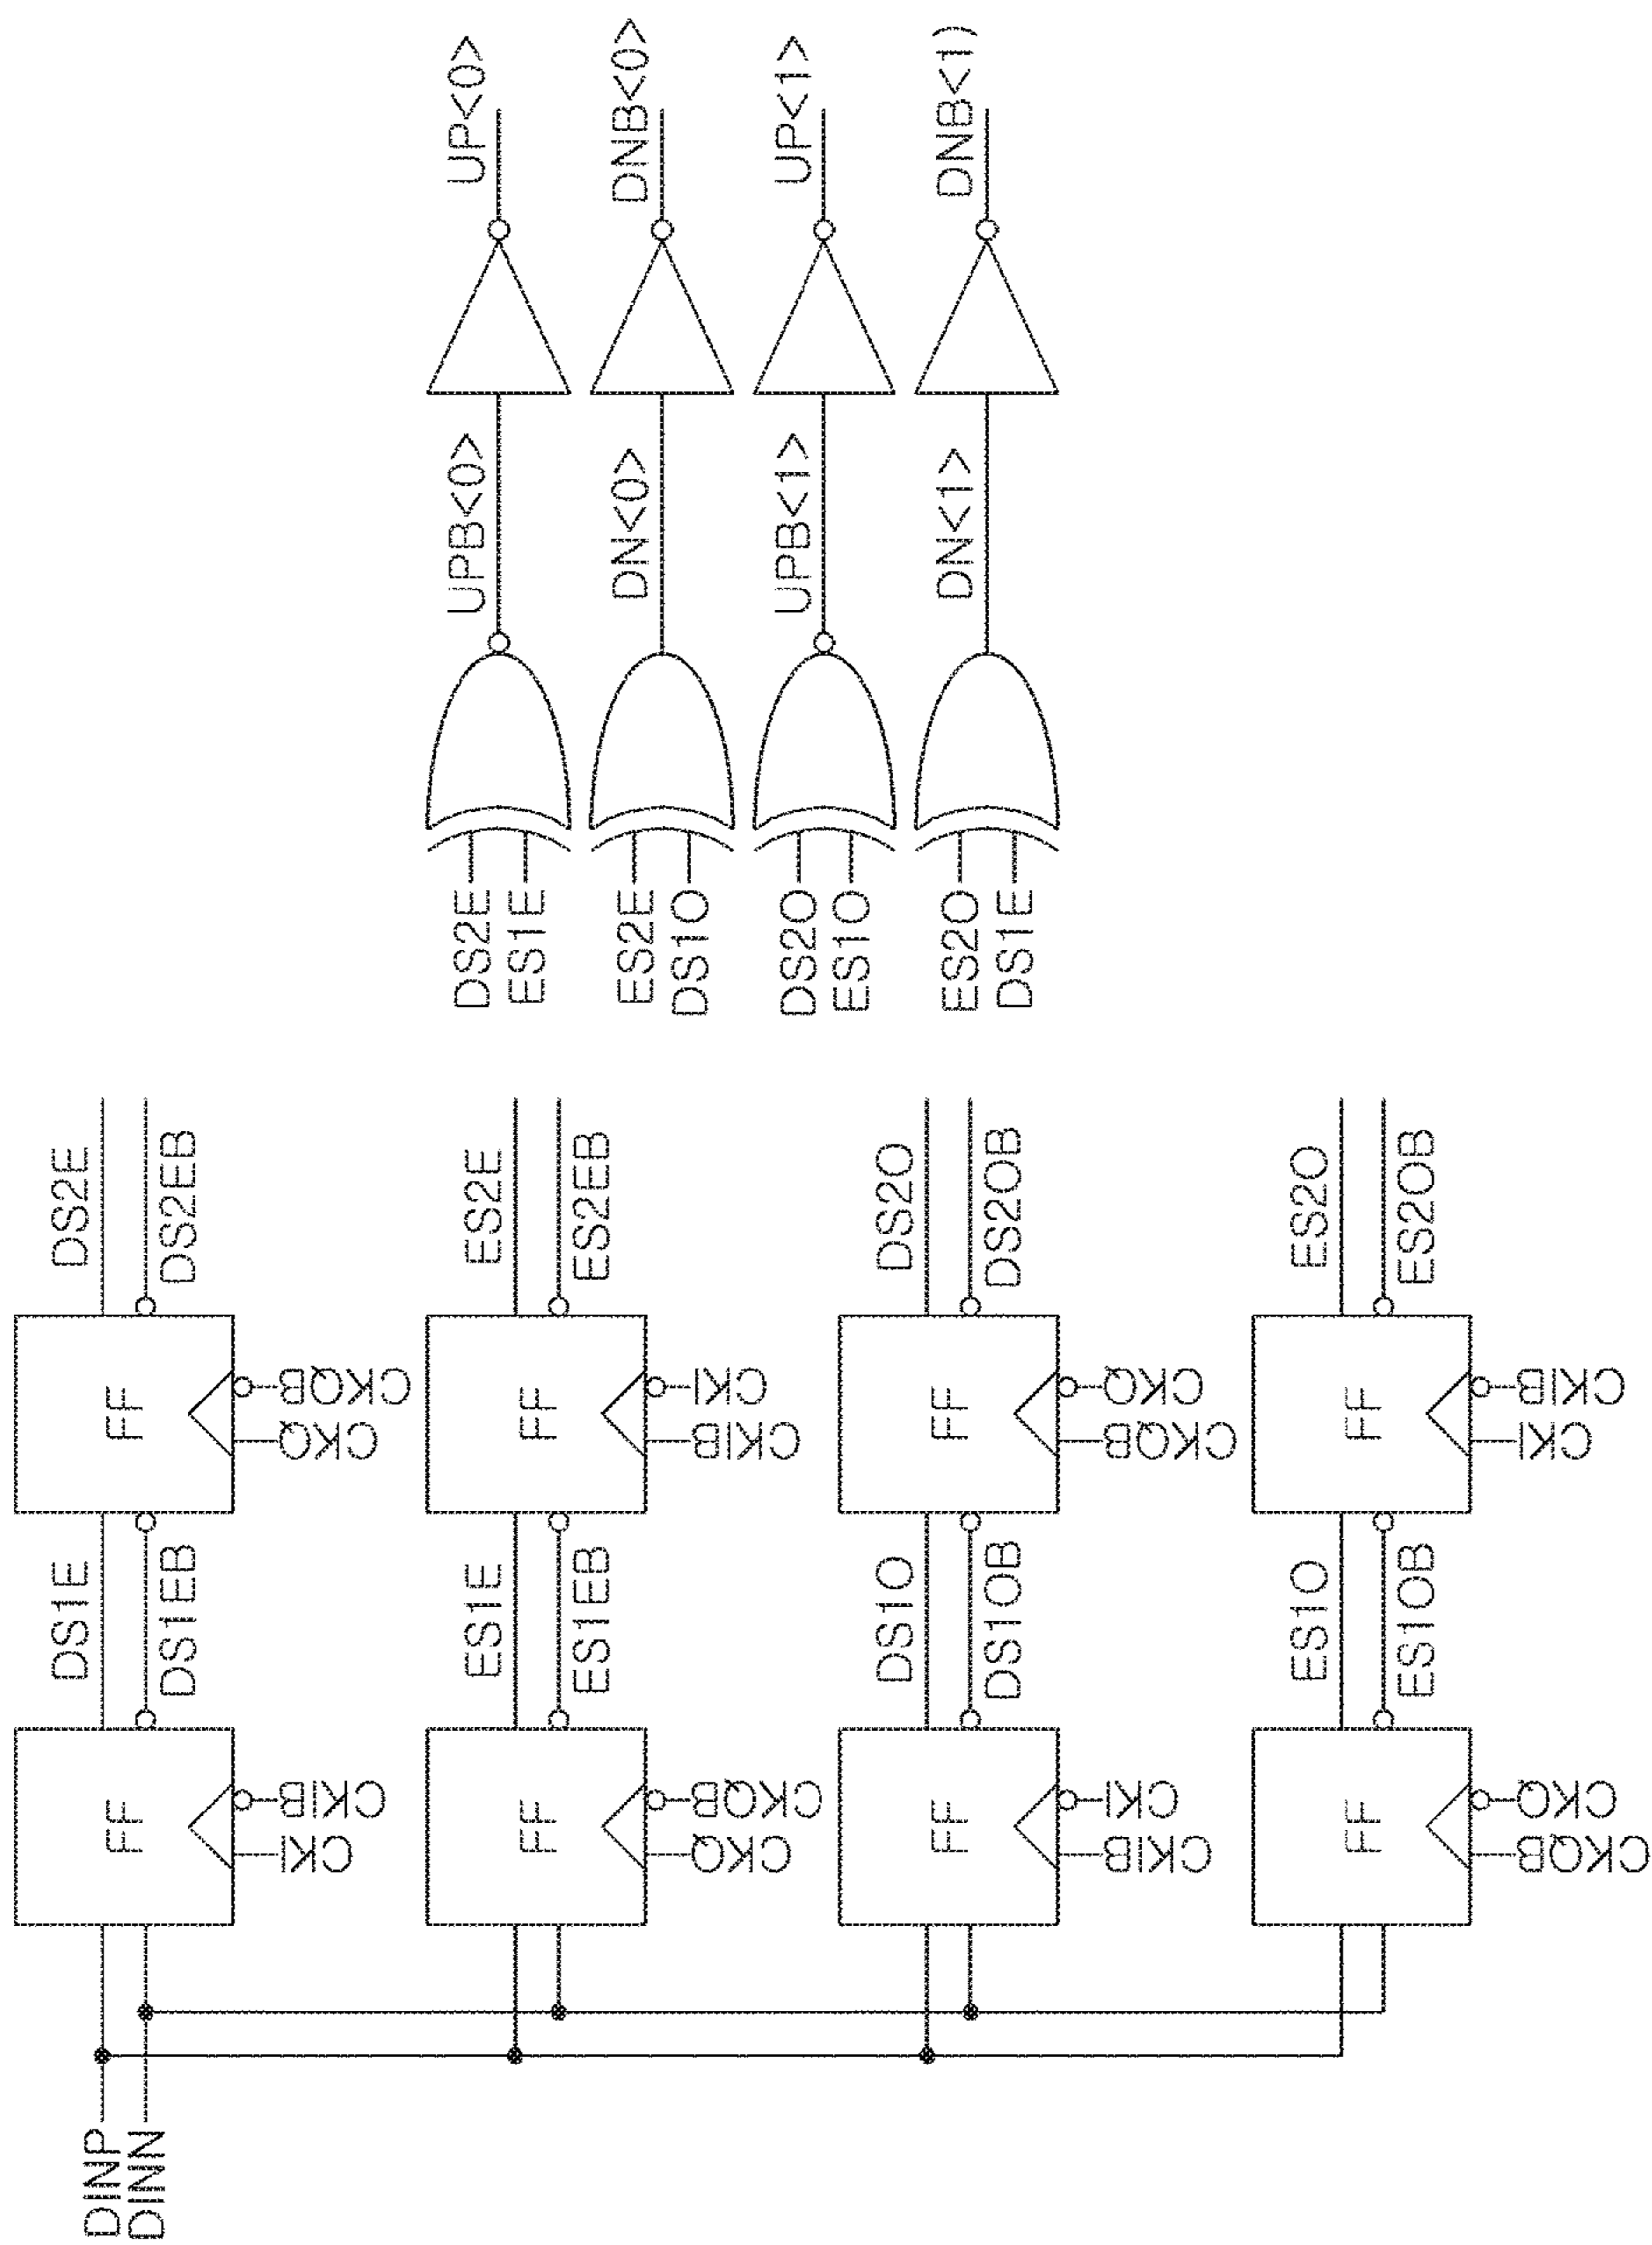 DINP
DINN
FF
CKI
CKIB
DS1E
DS1EB
FF
CKQ
CKQB
DS2E
DS2EB
FF
CKQ
CKQB
ES1E
ES1EB
FF
CKIB
CKI
ES2E
ES2EB
FF
CKIB
CKI
DS1O
DS1OB
FF
CKQB
CKQ
DS2O
DS2OB
FF
CKQB
CKQ
ES1O
ES1OB
FF
CKI
CKIB
ES2O
ES2OB
DS2E
ES1E
UPB<0>
UP<0>
ES2E
DS1O
DN<0>
DNB<0>
DS2O
ES1O
UPB<1>
UP<1>
ES2O
DS1E
DN<1>
DNB<1)